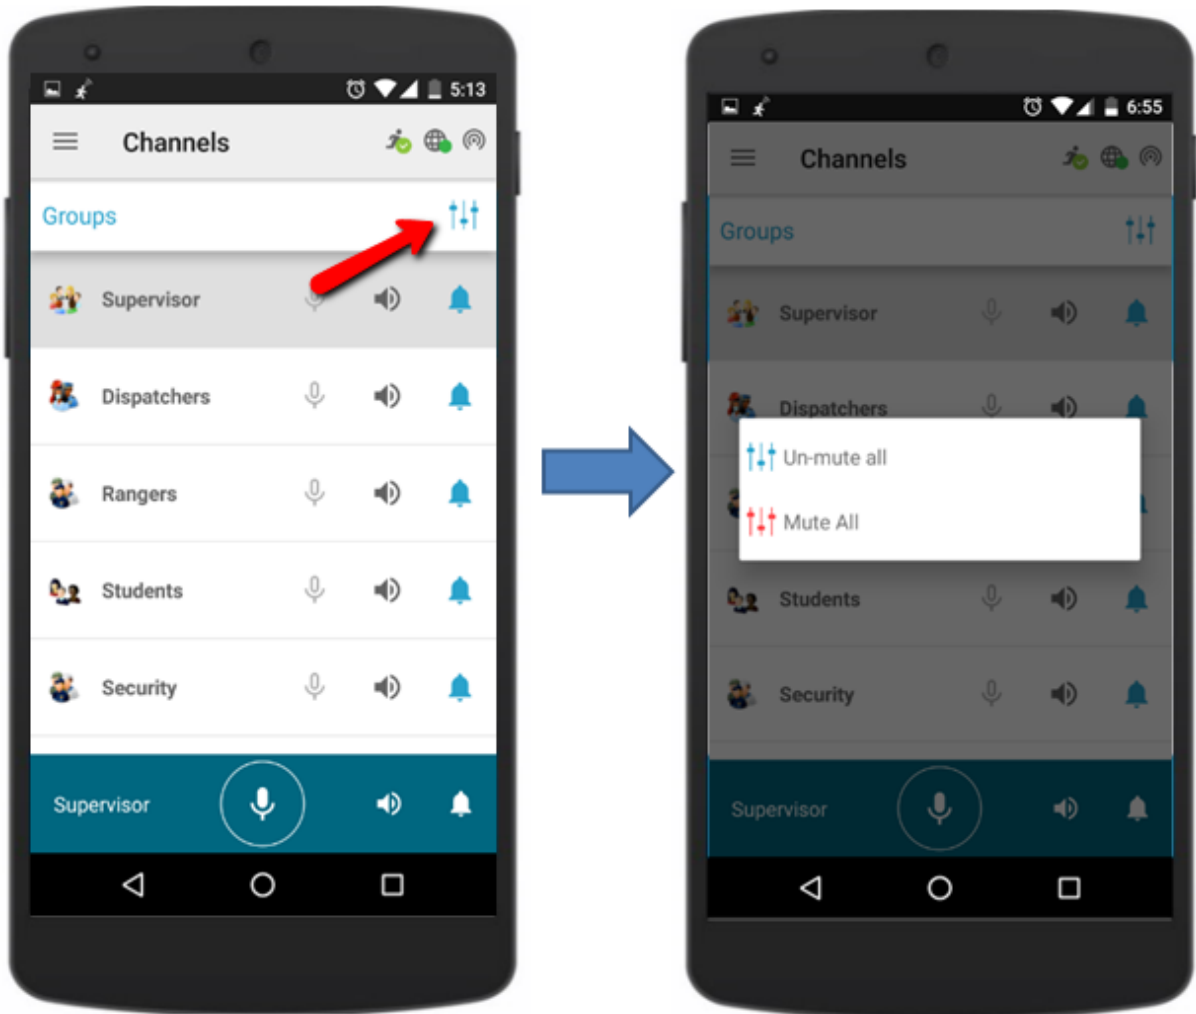 5:13
Channels
Groups
Supervisor
Dispatchers
Rangers
Students
Security
Supervisor
6:55
Channels
Groups
Supervisor
Dispatchers
Un-mute all
Mute All
Students
Security
Supervisor